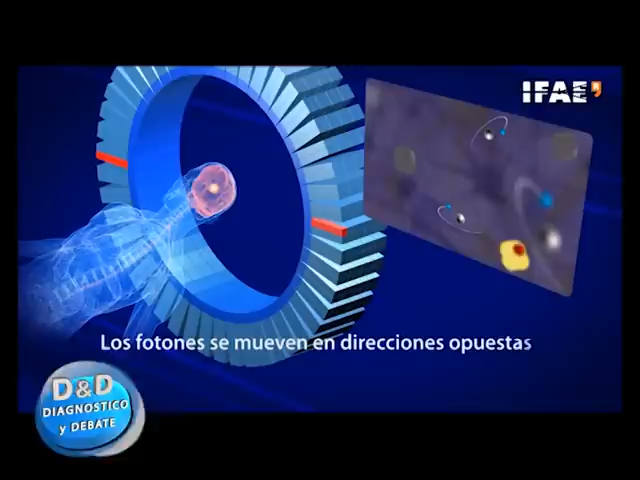 IFAE
Los fotones se mueven en direcciones opuestas
D&D
DIAGNOSTICO
y DEBATE